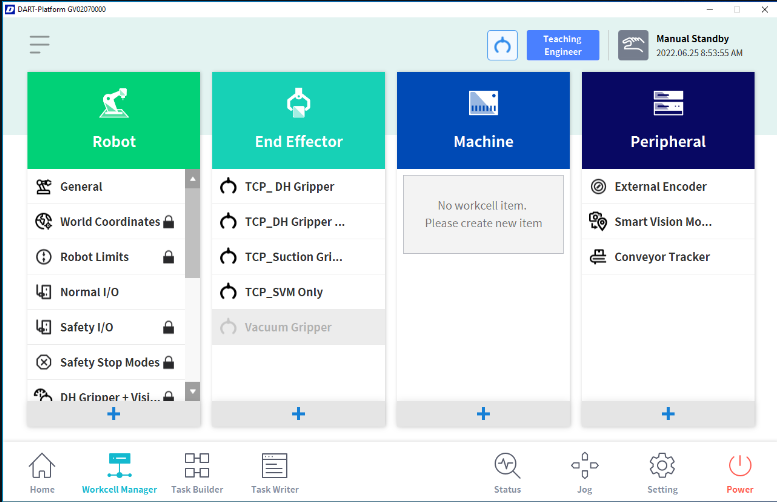 DART-Platform GV02070000
Teaching
Engineer
Manual Standby
2022.06.25 8:53:55 AM
Robot
End Effector
Machine
Peripheral
General
World Coordinates
Robot Limits
Normal I/O
Safety I/O
Safety Stop Modes
DH Gripper + Visi...
TCP_ DH Gripper
TCP_DH Gripper ...
TCP_Suction Gri...
TCP_SVM Only
Vacuum Gripper
No workcell item.
Please create new item
External Encoder
Smart Vision Mo...
Conveyor Tracker
Home
Workcell Manager
Task Builder
Task Writer
Status
Jog
Setting
Power